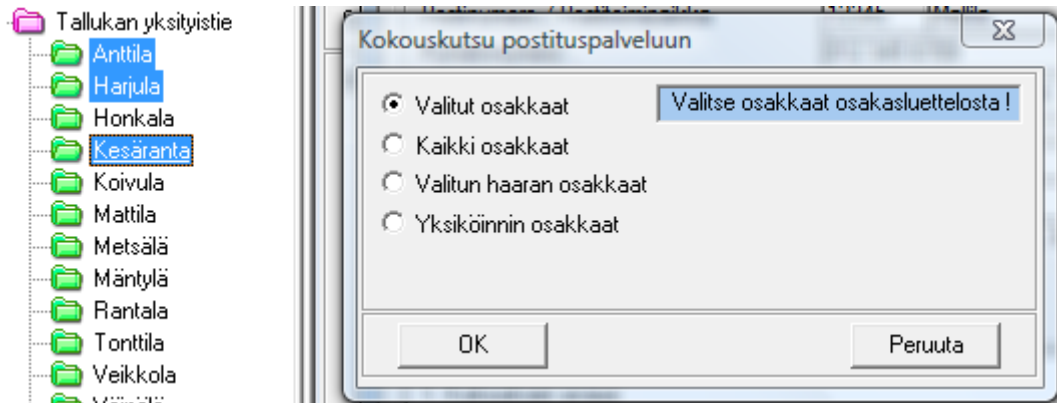 Tallukan yksityistie
Anttila
Harjula
Honkala
Kesäranta
Koivula
Mattila
Metsälä
Mäntylä
Rantala
Tonttila
Veikkola
Kokouskutsu postituspalveluun
Valitut osakkaat
Valitse osakkaat osakasluettelosta !
Kaikki osakkaat
Valitun haaran osakkaat
Yksiköinnin osakkaat
OK
Peruuta